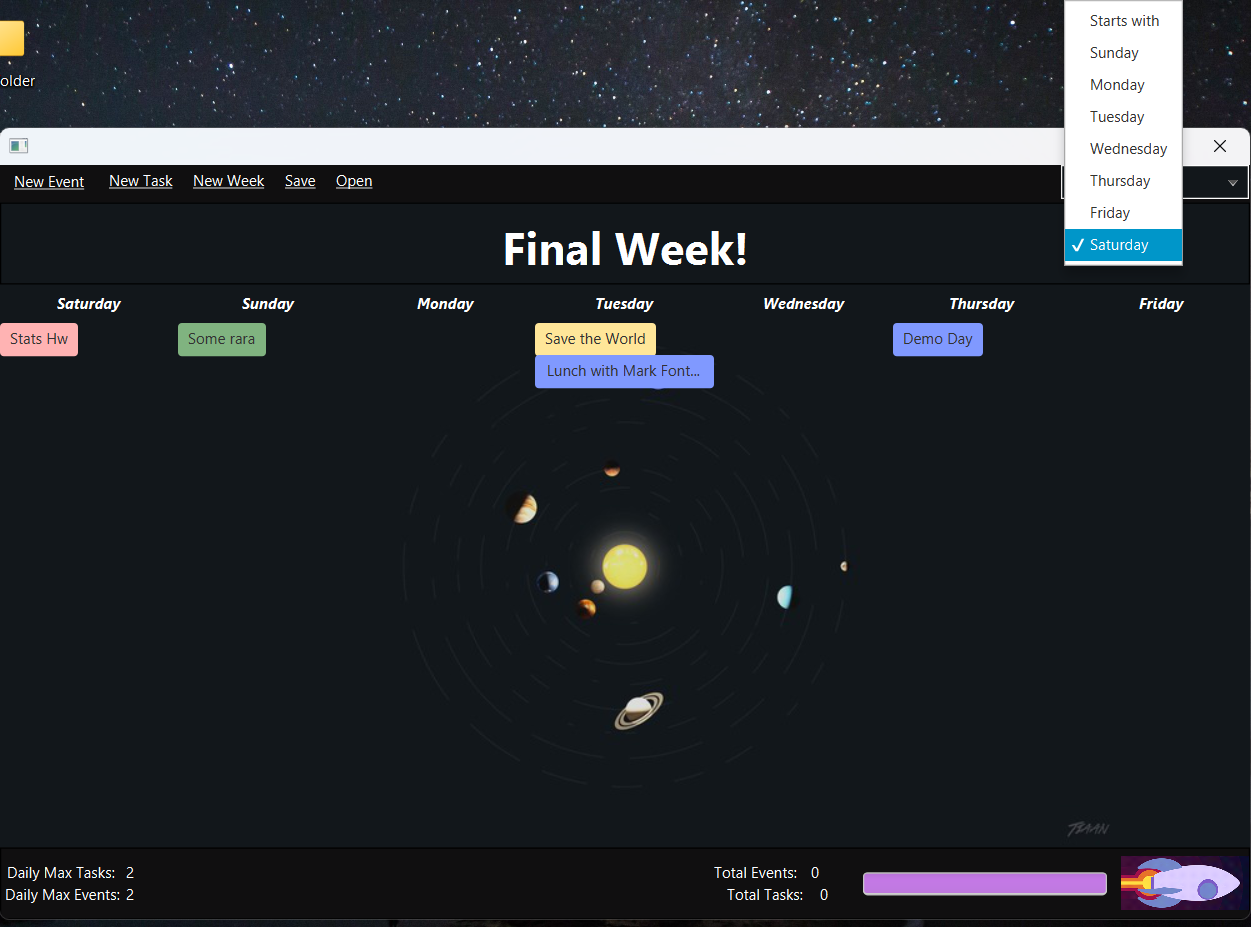 older
Starts with
Sunday
Monday
Tuesday
Wednesday
Thursday
Friday
✓ Saturday
New Event New Task New Week Save Open
Final Week!
Saturday Sunday Monday Tuesday Wednesday Thursday Friday
Stats Hw Some rara Save the World Demo Day
Lunch with Mark Font...
Daily Max Tasks: 2 Total Events: 0
Daily Max Events: 2 Total Tasks: 0